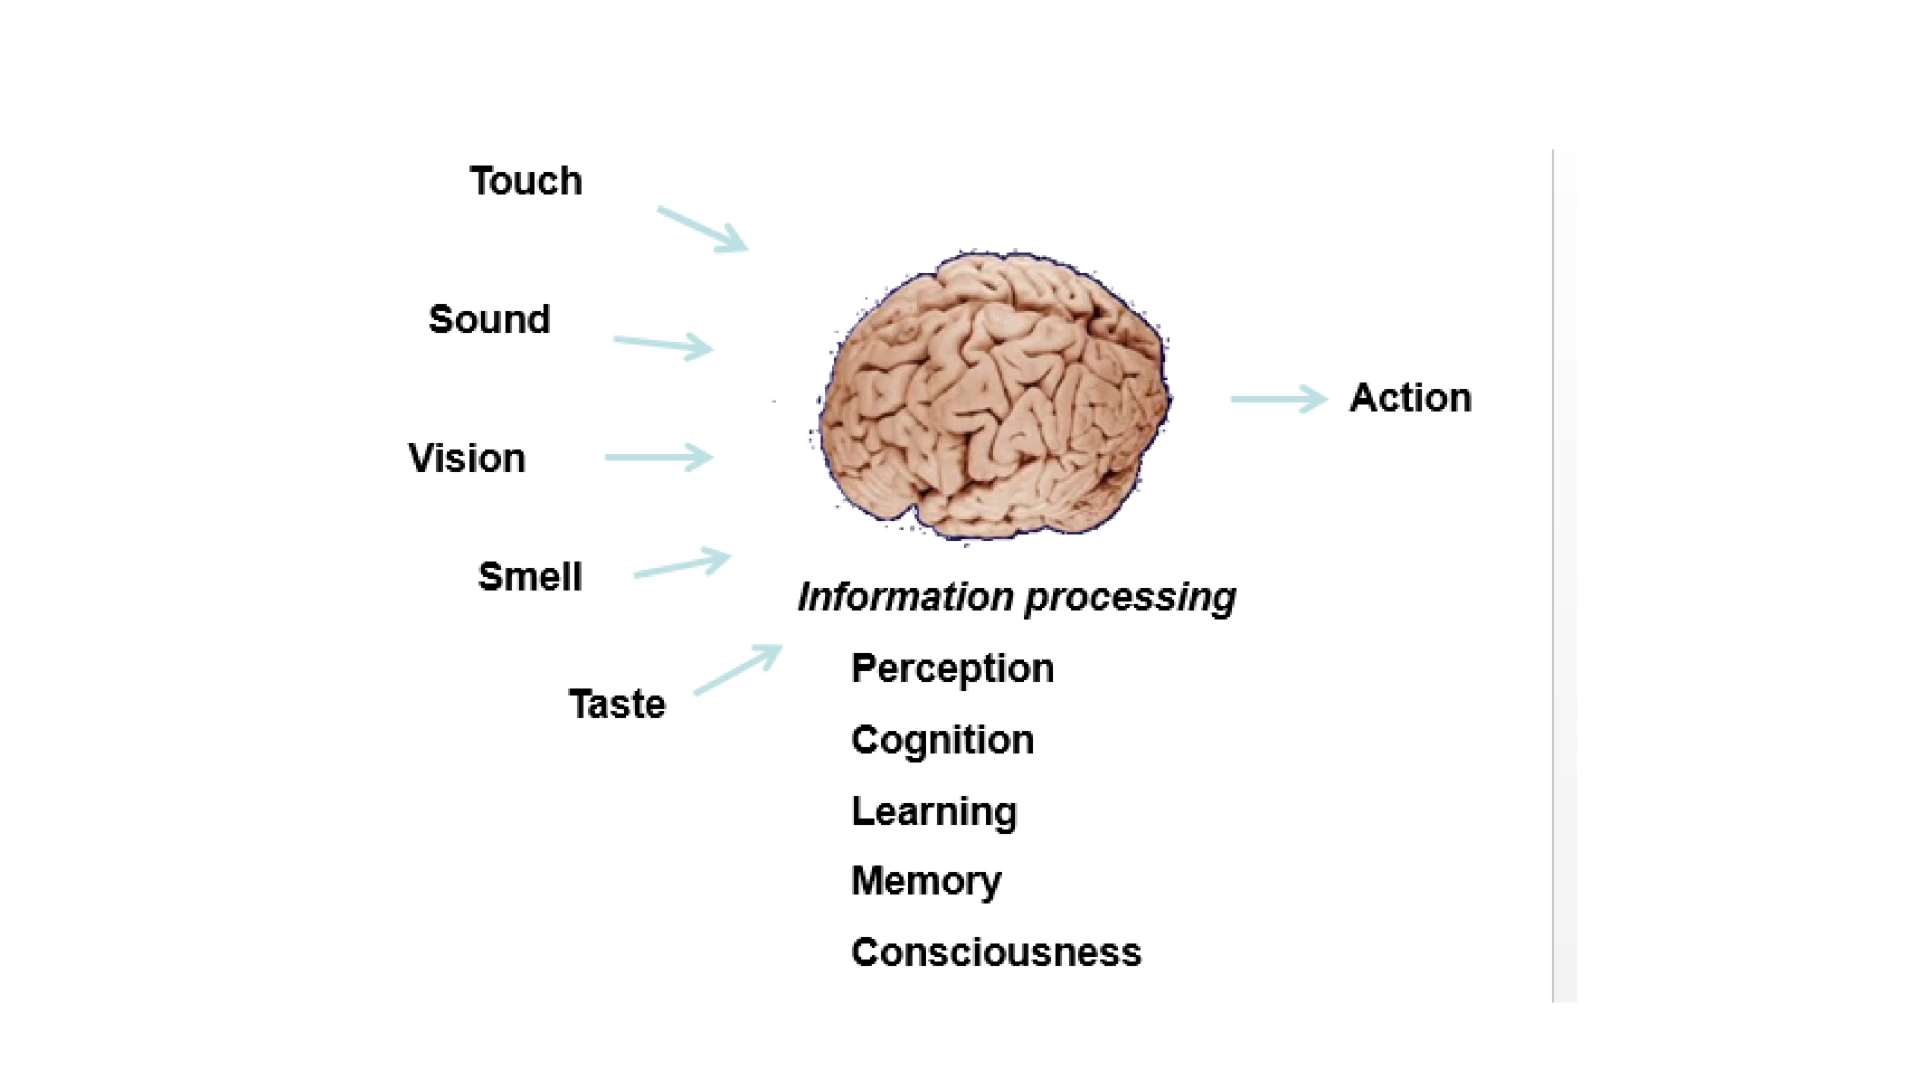 Touch
Sound
Vision
Smell
Taste
Action
Information processing
Perception
Cognition
Learning
Memory
Consciousness